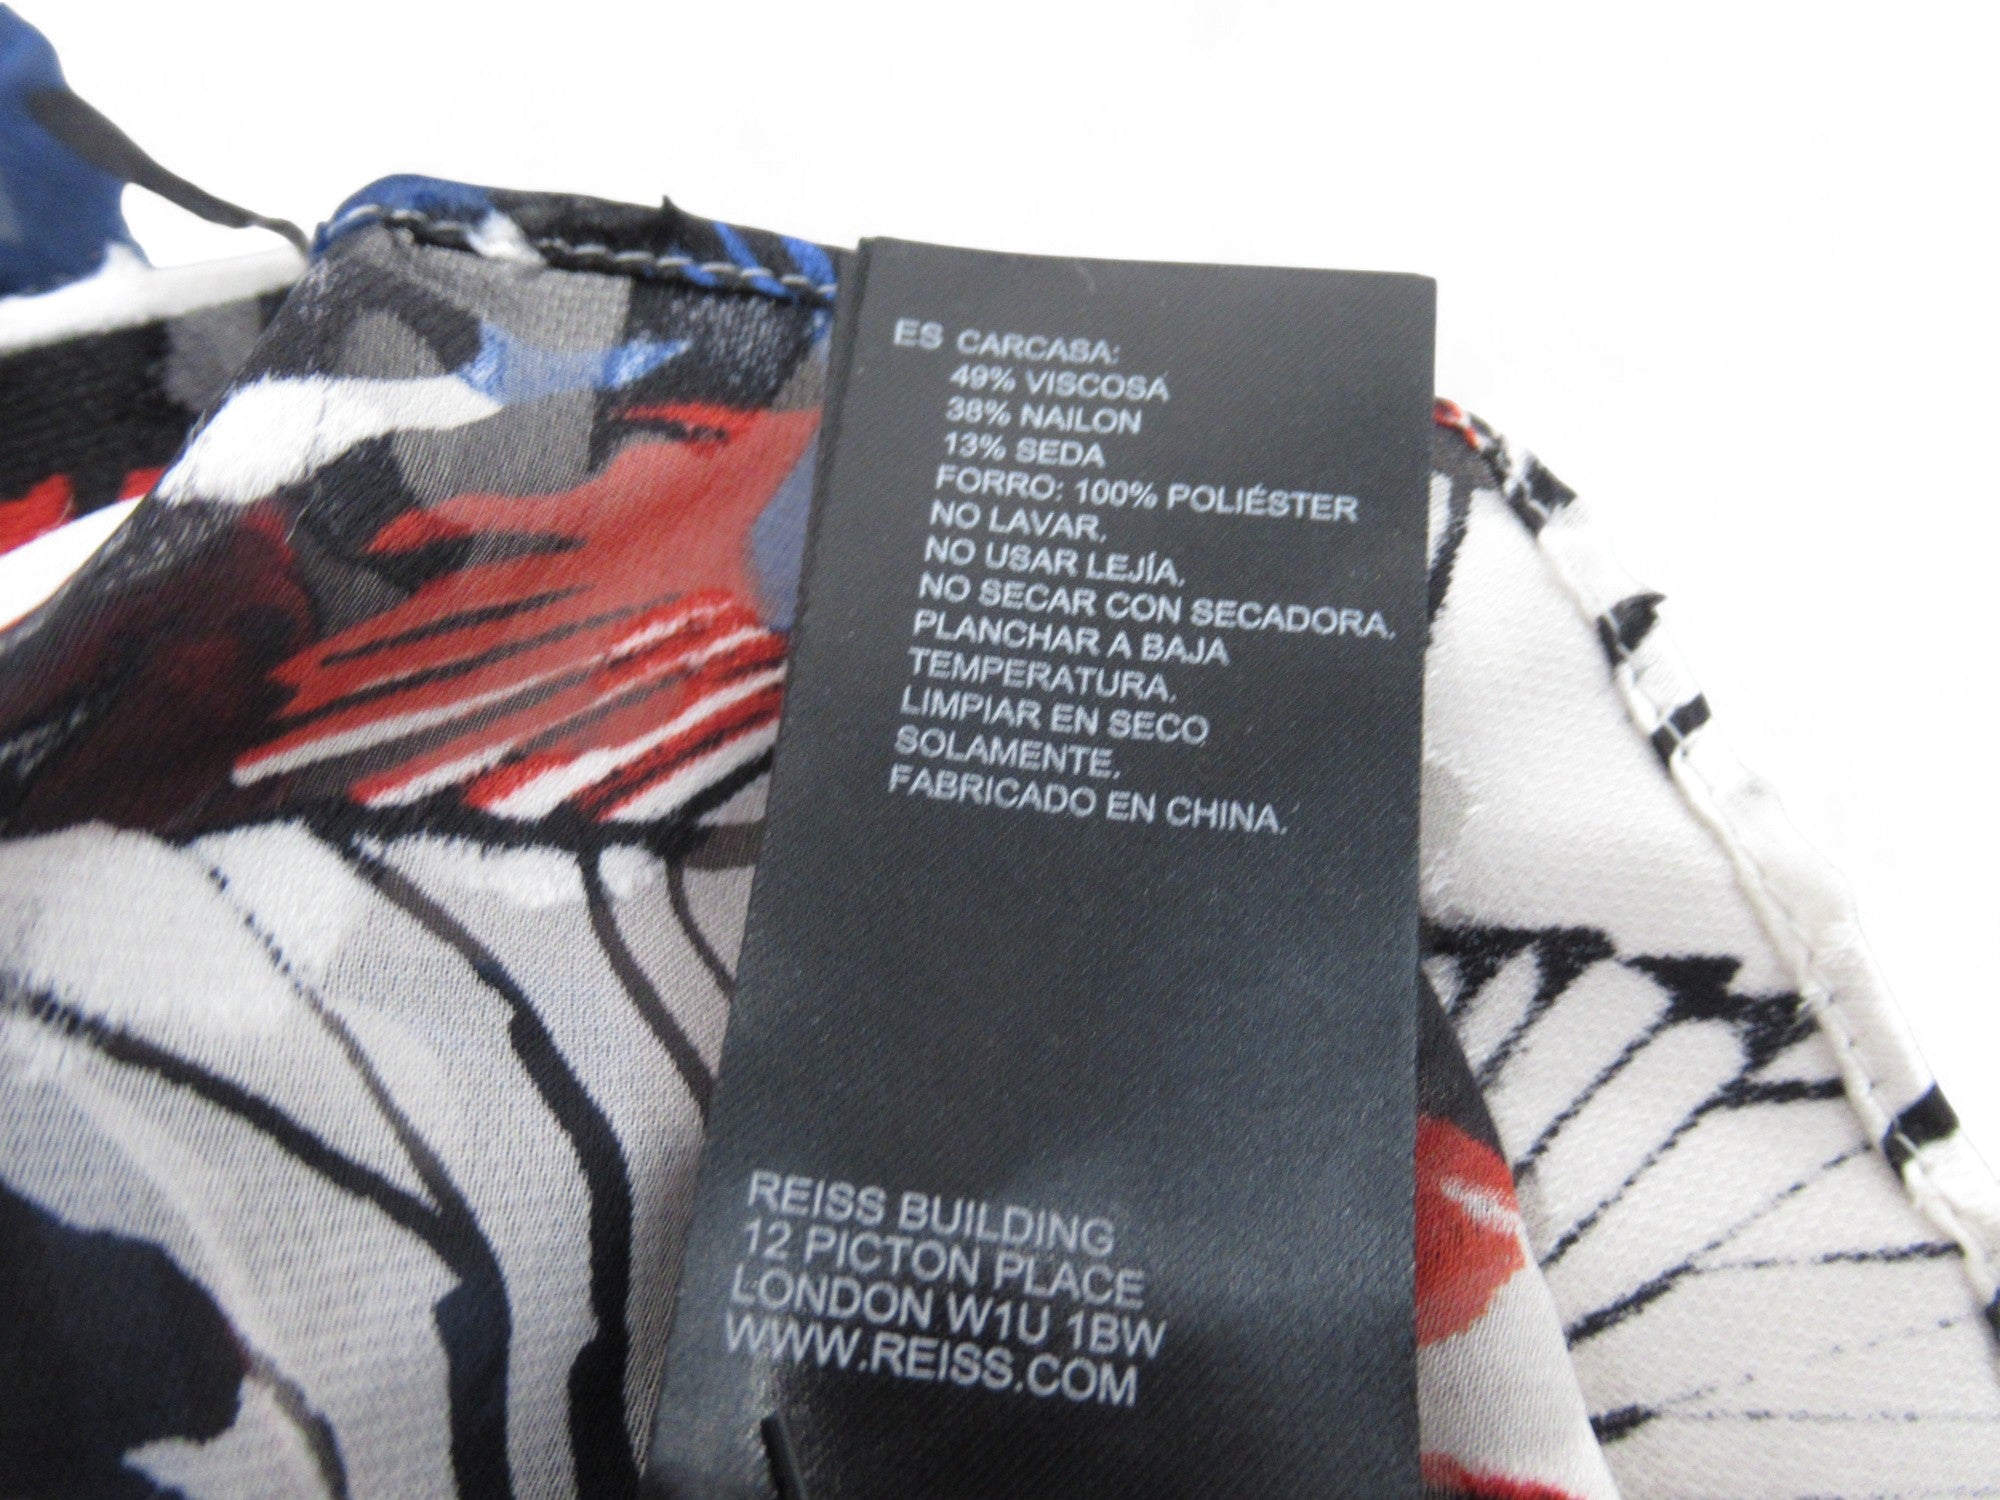 ES CARCASA:
49% VISCOSA
38% NAILON
13% SEDA
FORRO: 100% POLIÉSTER
NO LAVAR.
NO USAR LEJÍA.
NO SECAR CON SECADORA.
PLANCHAR A BAJA
TEMPERATURA.
LIMPIAR EN SECO
SOLAMENTE.
FABRICADO EN CHINA.
REISS BUILDING
12 PICTON PLACE
LONDON W1U 1BW
WWW.REISS.COM